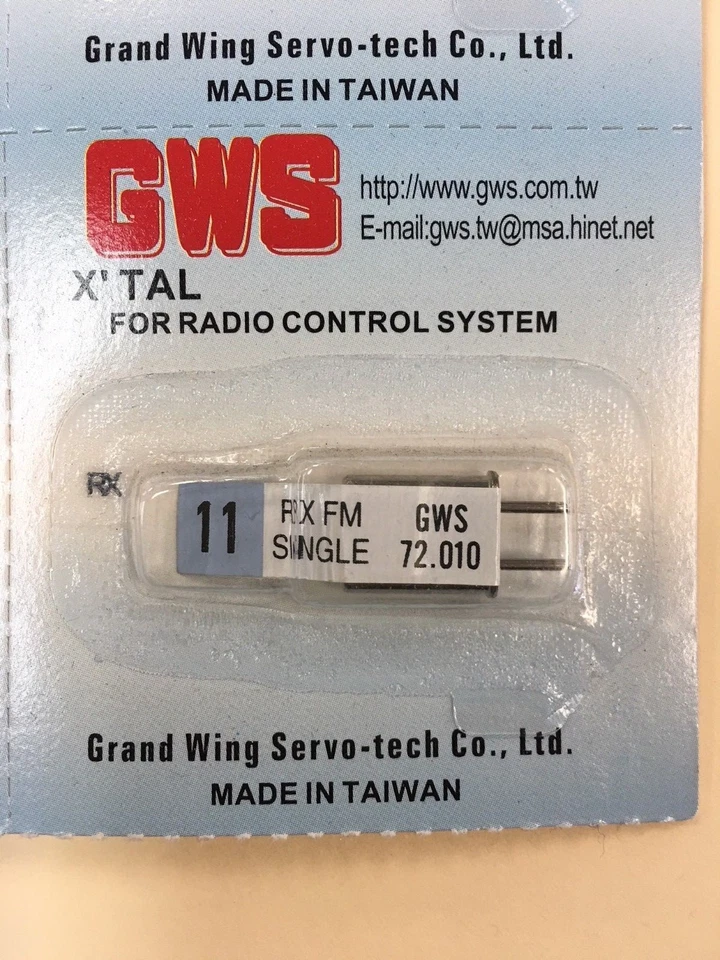 Grand Wing Servo-tech Co., Ltd.
MADE IN TAIWAN
GWS
http://www.gws.com.tw
E-mail:gws.tw@msa.hinet.net
X' TAL
FOR RADIO CONTROL SYSTEM
RX
11
RX FM
SINGLE
GWS
72.010
Grand Wing Servo-tech Co., Ltd.
MADE IN TAIWAN